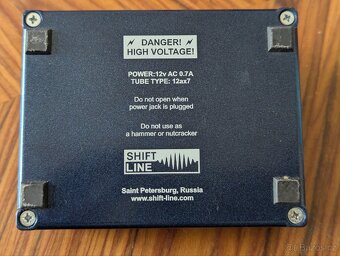 DANGER!
HIGH VOLTAGE!
POWER:12v AC 0.7A
TUBE TYPE: 12ax7
Do not open when
power jack is plugged
Do not use as
a hammer or nutcracker
SHIFT
LINE
Saint Petersburg, Russia
www.shift-line.com